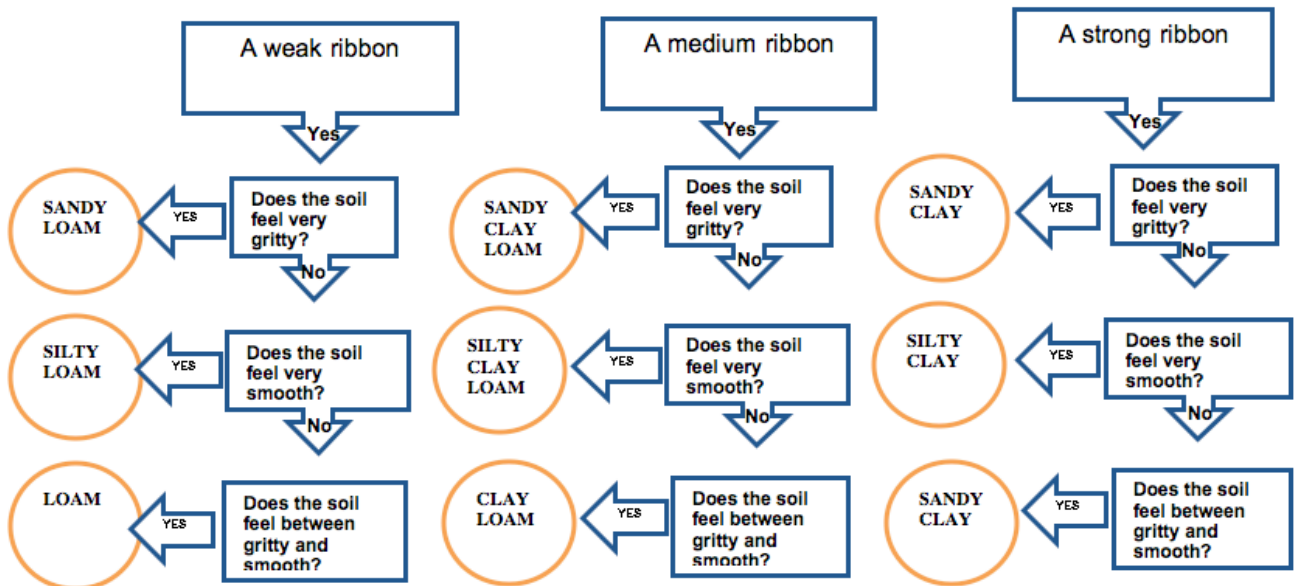 A weak ribbon
Yes
SANDY
LOAM
YES
Does the soil
feel very
gritty?
No
SILTY
LOAM
YES
Does the soil
feel very
smooth?
No
LOAM
YES
Does the soil
feel between
gritty and
smooth?
A medium ribbon
Yes
SANDY
CLAY
LOAM
YES
Does the soil
feel very
gritty?
No
SILTY
CLAY
LOAM
YES
Does the soil
feel very
smooth?
No
CLAY
LOAM
YES
Does the soil
feel between
gritty and
smooth?
A strong ribbon
Yes
SANDY
CLAY
YES
Does the soil
feel very
gritty?
No
SILTY
CLAY
YES
Does the soil
feel very
smooth?
No
SANDY
CLAY
YES
Does the soil
feel between
gritty and
smooth?